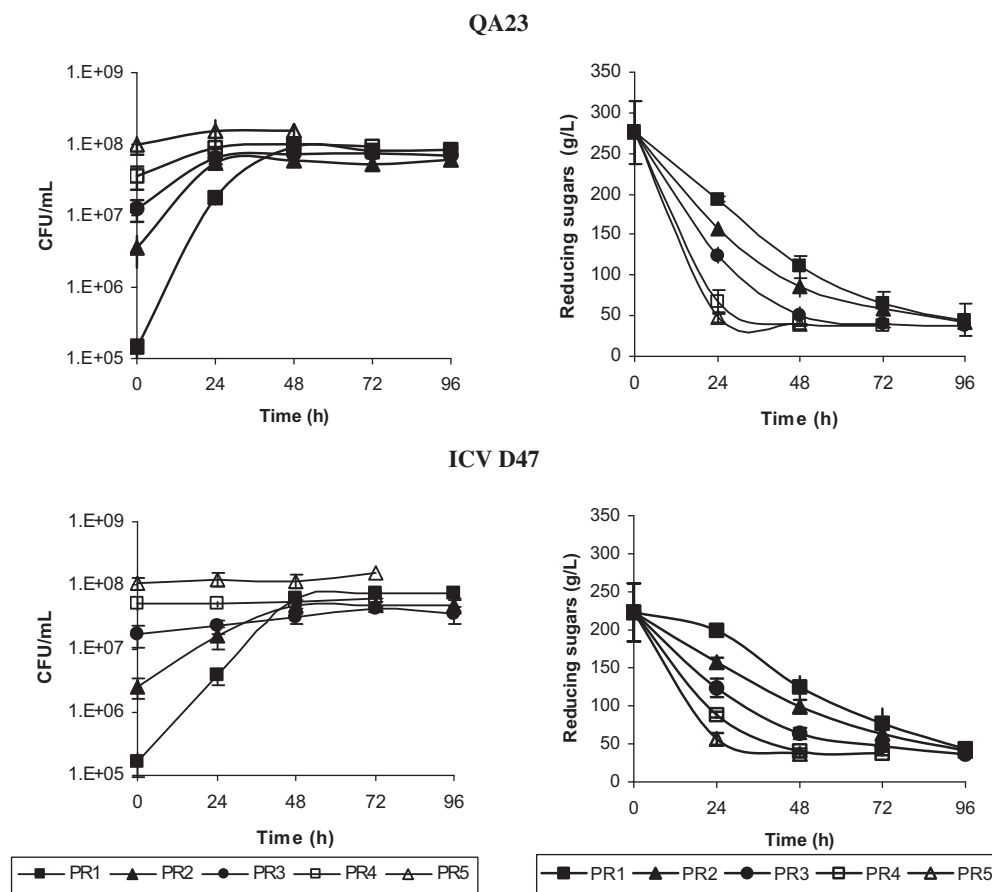 QA23
1.E+09
1.E+08
1.E+07
1.E+06
1.E+05
CFU/mL
0 24 48 72 96
Time (h)
350
300
250
200
150
100
50
0
Reducing sugars (g/L)
0 24 48 72 96
Time (h)
ICV D47
1.E+09
1.E+08
1.E+07
1.E+06
1.E+05
CFU/mL
0 24 48 72 96
Time (h)
PR1 PR2 PR3 PR4 PR5
350
300
250
200
150
100
50
0
Reducing sugars (g/L)
0 24 48 72 96
Time (h)
PR1 PR2 PR3 PR4 PR5